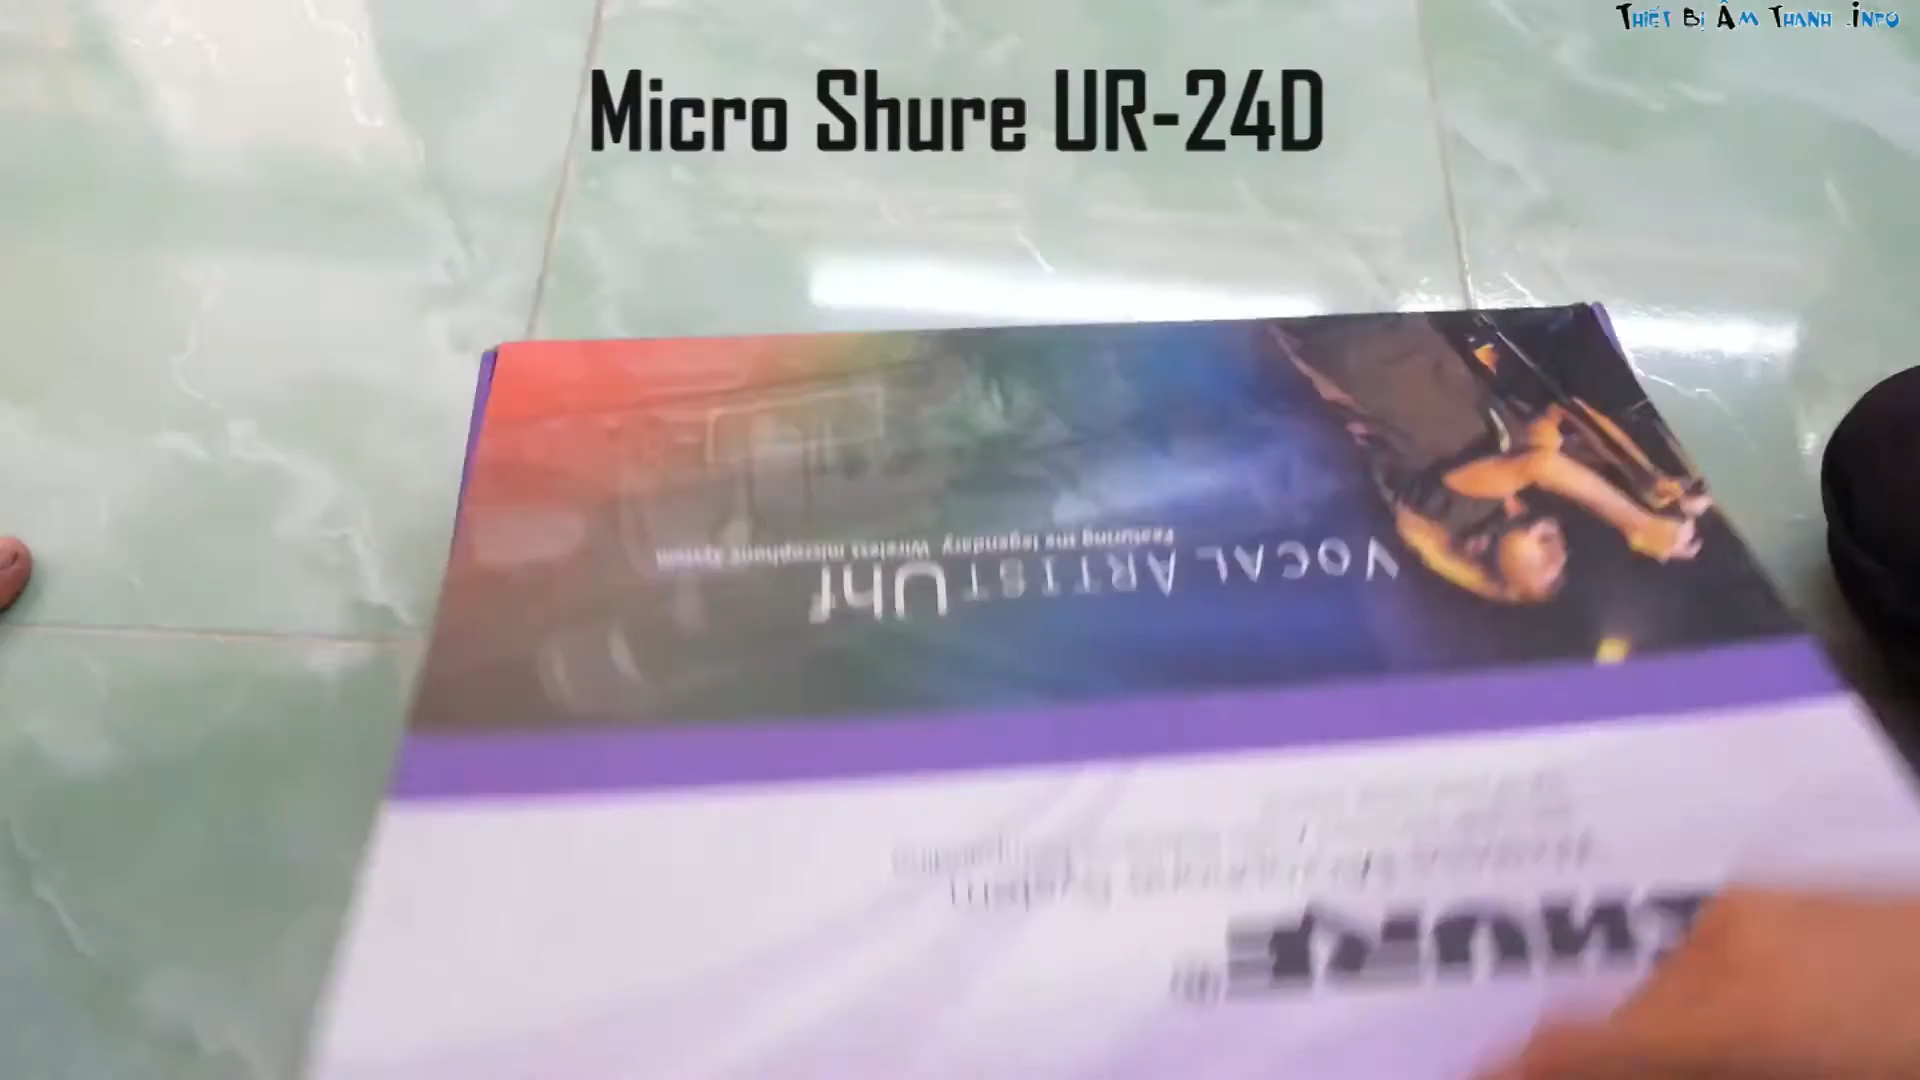 Thiết Bị Âm Thanh .Info
Micro Shure UR-24D
VOCAL ARTIST Uhf
Featuring the legendary Wireless microphone system
SHURE